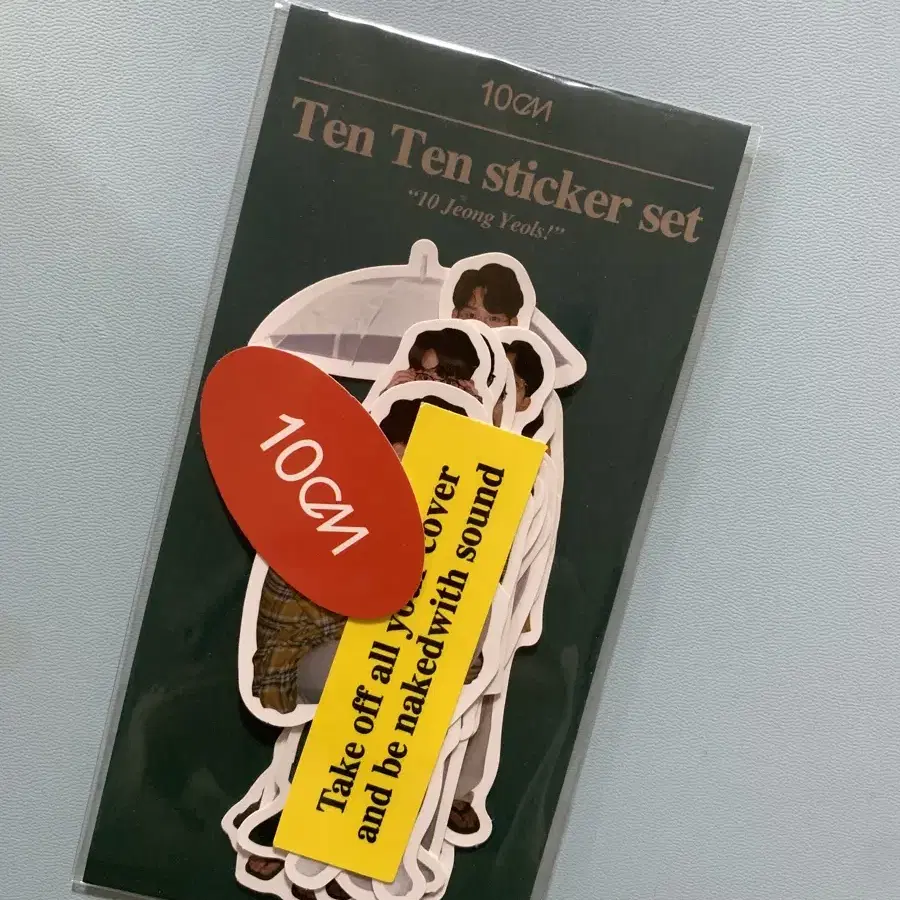 10CM
Ten Ten sticker set
“10 Jeong Yeols!”
10CM
Take off all your cover
and be nakedwith sound